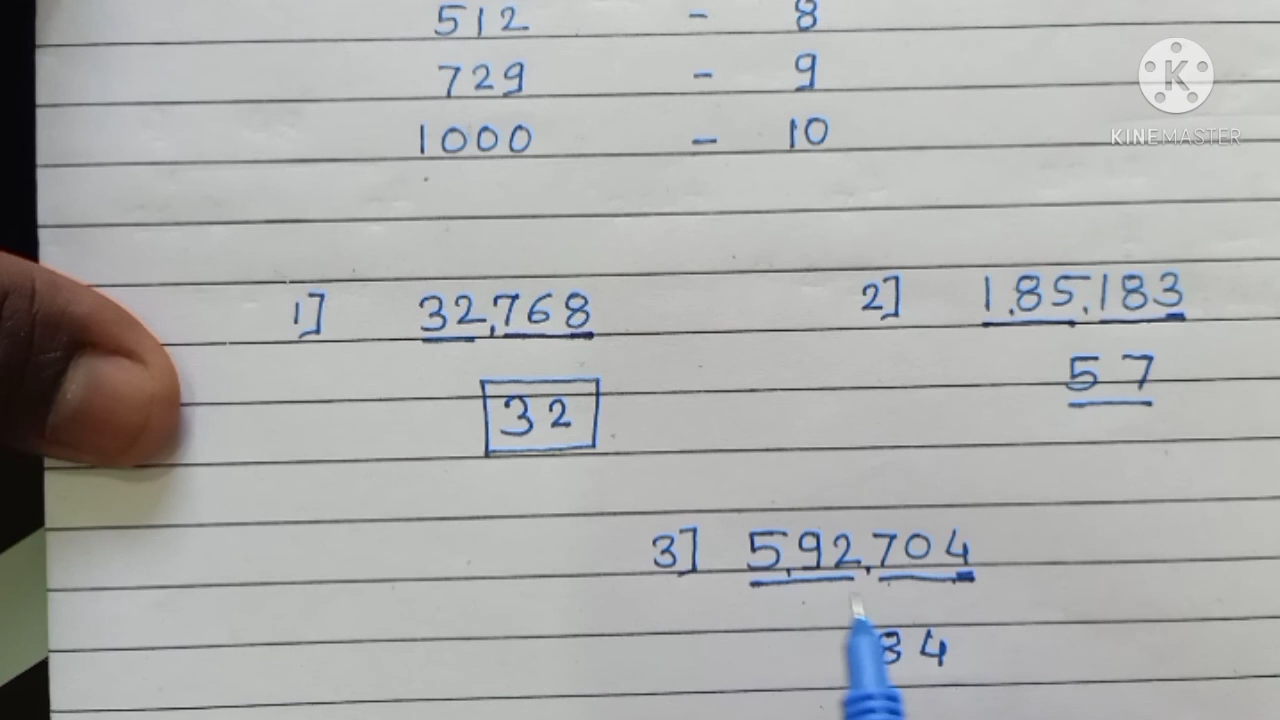 512 - 8
729 - 9
1000 - 10
KINEMASTER
1] 32,768
2] 1,85,183
32
57
3] 5,92,704
84